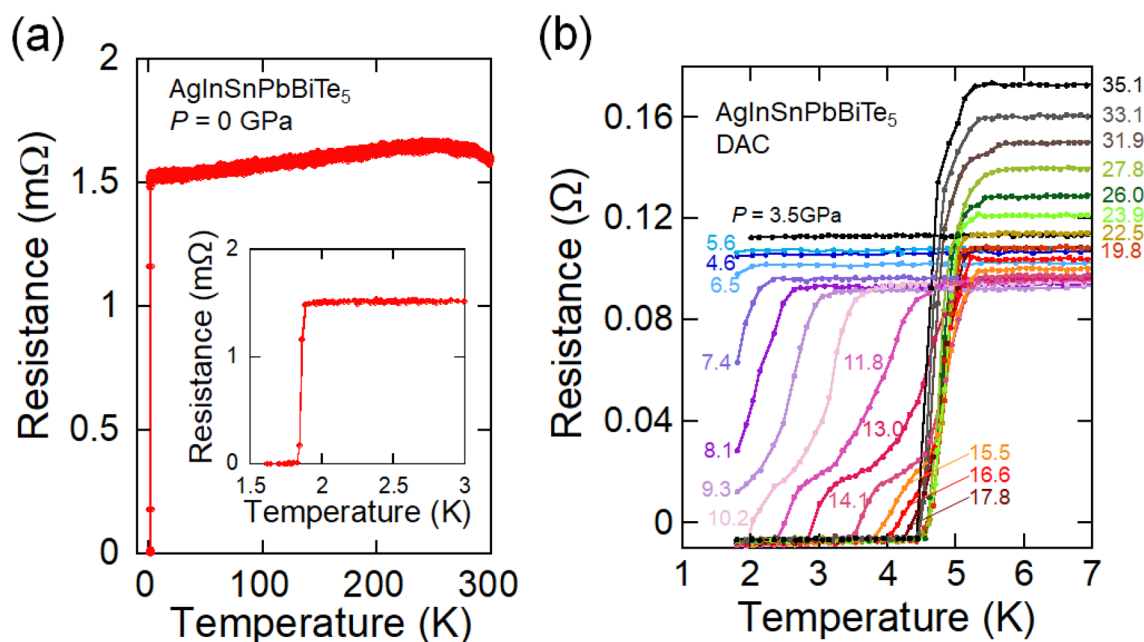 (a)
2
1.5
1
0.5
0
Resistance (mΩ)
AgInSnPbBiTe₅
P = 0 GPa
2
1
0
Resistance (mΩ)
1.5 2 2.5 3
Temperature (K)
0 100 200 300
Temperature (K)
(b)
0.16
0.12
0.08
0.04
0
Resistance (Ω)
AgInSnPbBiTe₅
DAC
P = 3.5GPa
5.6
4.6
6.5
7.4
8.1
9.3
10.2
11.8
13.0
14.1
15.5
16.6
17.8
35.1
33.1
31.9
27.8
26.0
23.9
22.5
19.8
1 2 3 4 5 6 7
Temperature (K)